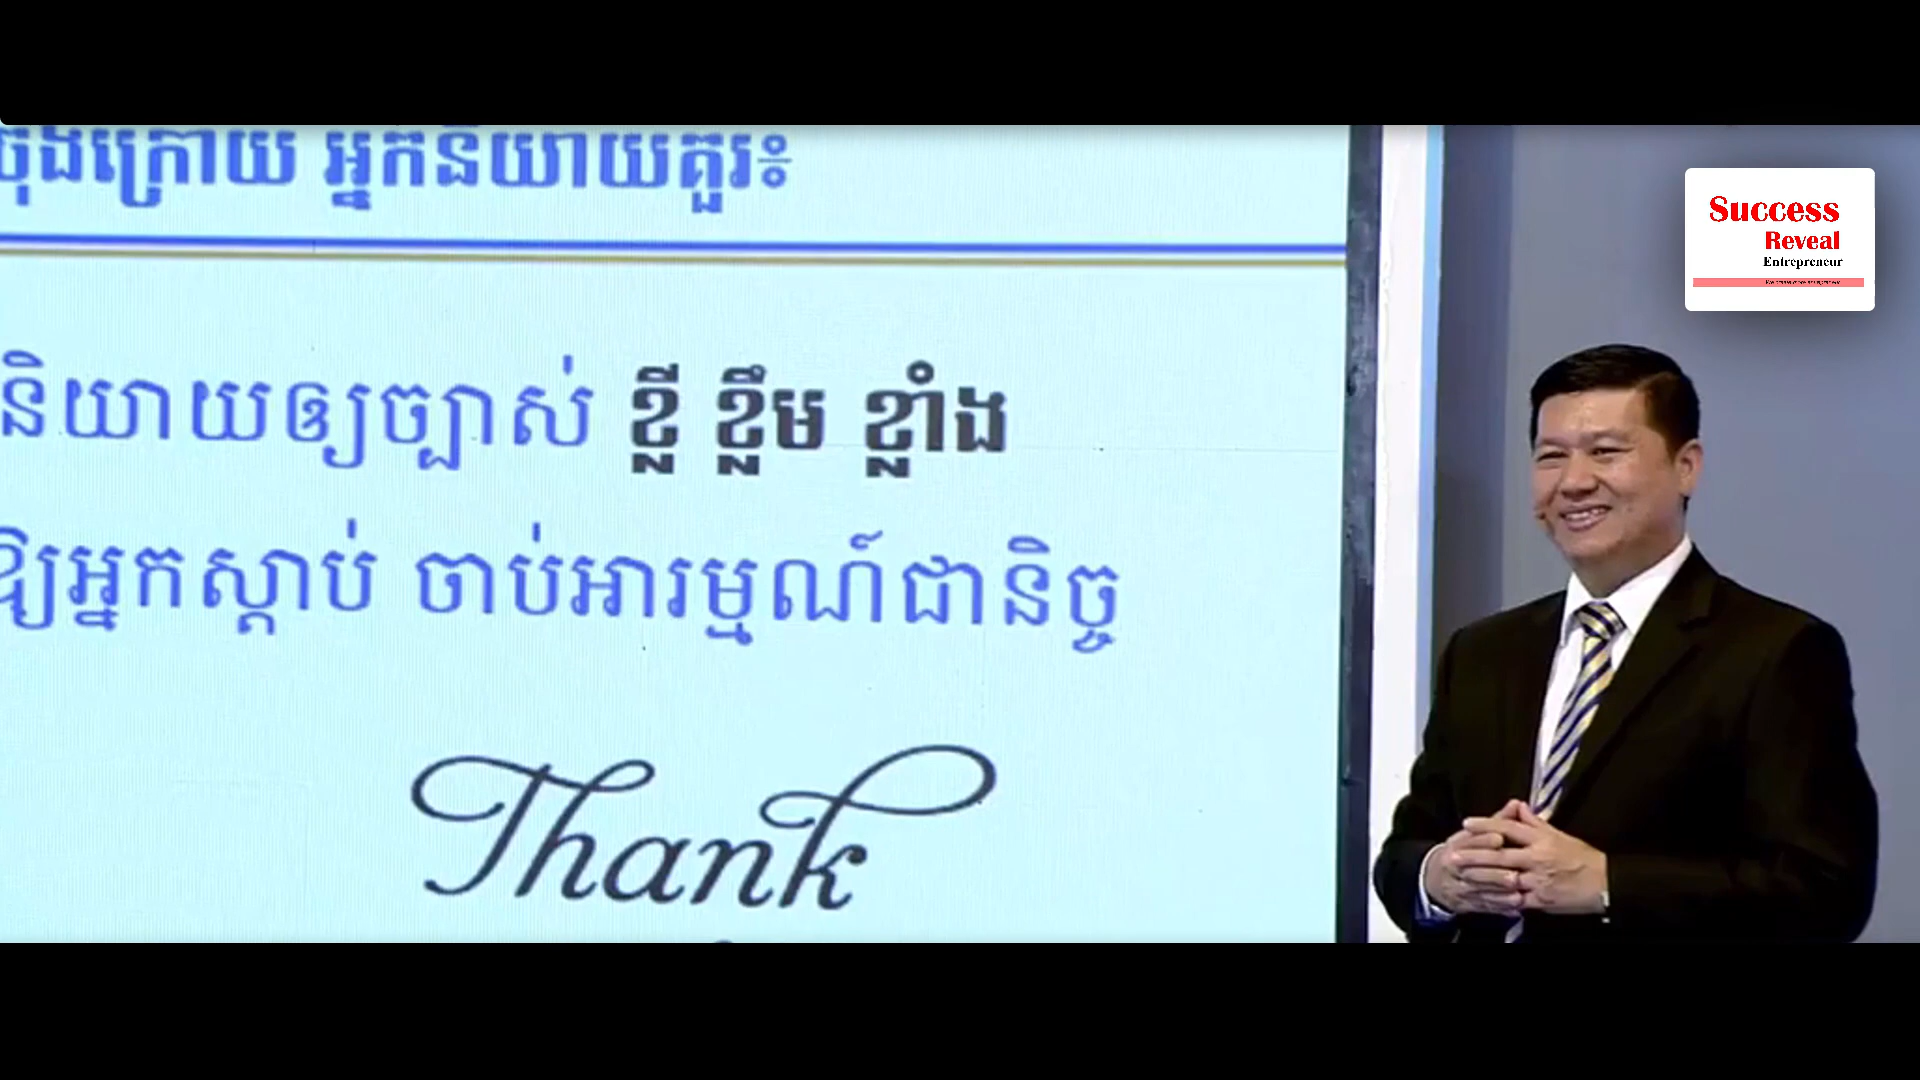 ចុងក្រោយ អ្នកនិយាយគួរ៖
និយាយឲ្យច្បាស់ ខ្លី ខ្លឹម ខ្លាំង
ឱ្យអ្នកស្តាប់ ចាប់អារម្មណ៍ជានិច្ច
Thank
Success
Reveal
Entrepreneur